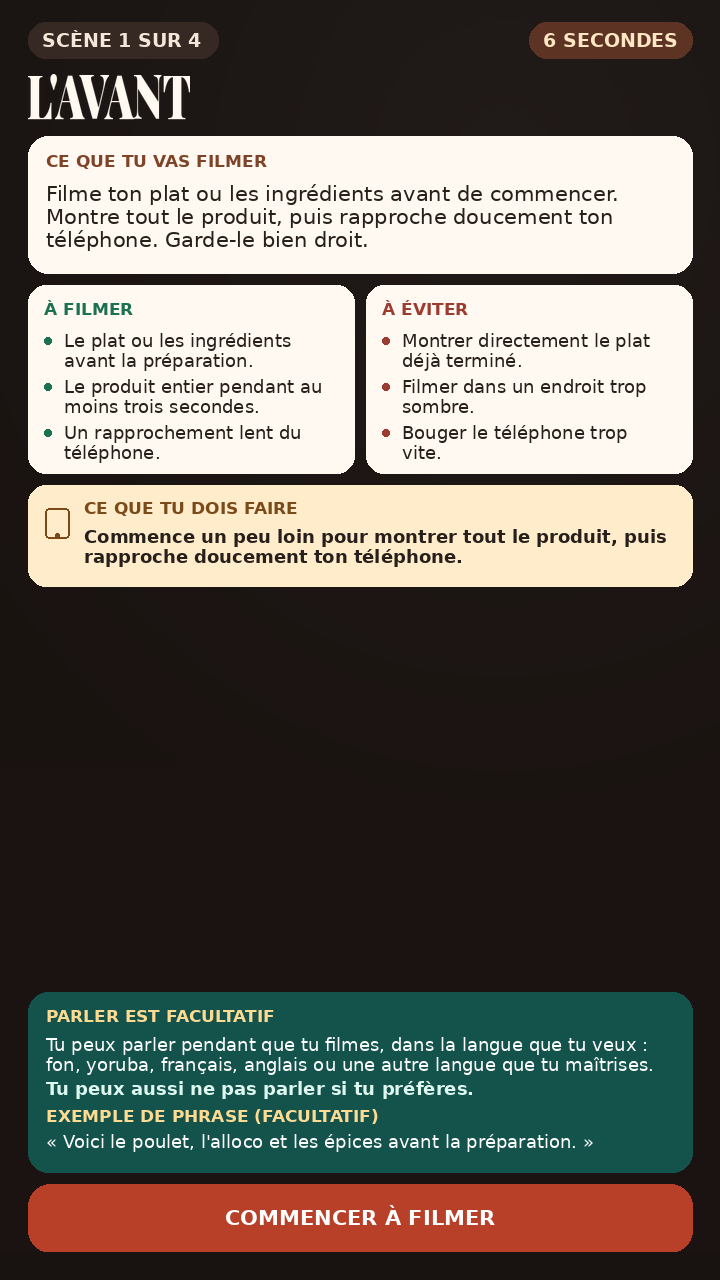 SCÈNE 1 SUR 4
6 SECONDES
L'AVANT
CE QUE TU VAS FILMER
Filme ton plat ou les ingrédients avant de commencer.
Montre tout le produit, puis rapproche doucement ton
téléphone. Garde-le bien droit.
À FILMER
Le plat ou les ingrédients
avant la préparation.
Le produit entier pendant au
moins trois secondes.
Un rapprochement lent du
téléphone.
À ÉVITER
Montrer directement le plat
déjà terminé.
Filmer dans un endroit trop
sombre.
Bouger le téléphone trop
vite.
CE QUE TU DOIS FAIRE
Commence un peu loin pour montrer tout le produit, puis
rapproche doucement ton téléphone.
PARLER EST FACULTATIF
Tu peux parler pendant que tu filmes, dans la langue que tu veux :
fon, yoruba, français, anglais ou une autre langue que tu maîtrises.
Tu peux aussi ne pas parler si tu préfères.
EXEMPLE DE PHRASE (FACULTATIF)
« Voici le poulet, l'alloco et les épices avant la préparation. »
COMMENCER À FILMER